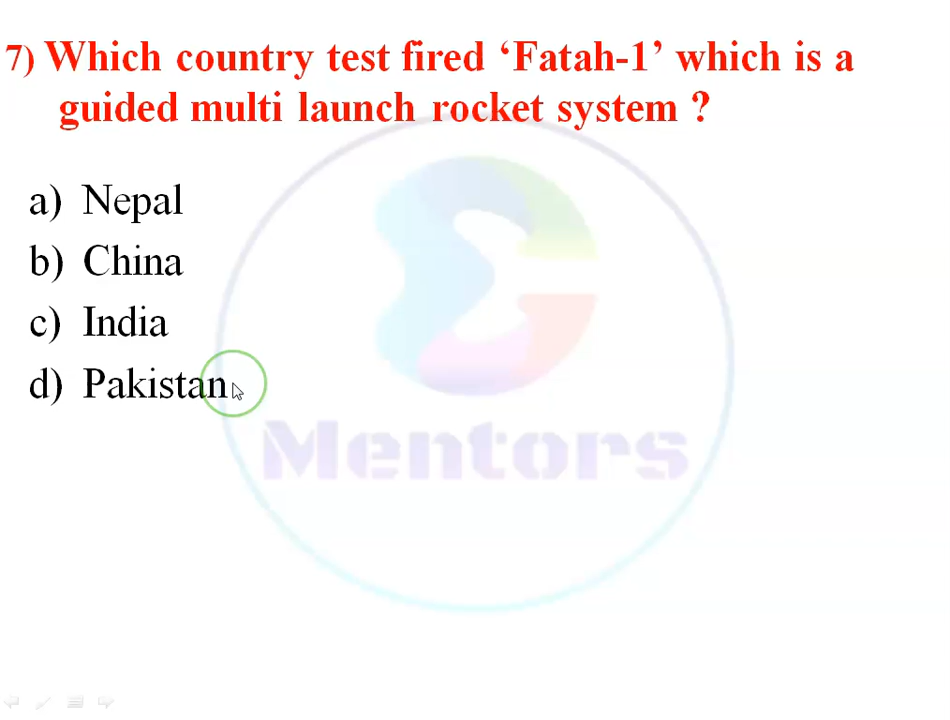 7) Which country test fired ‘Fatah-1’ which is a
guided multi launch rocket system ?
a) Nepal
b) China
c) India
d) Pakistan
Mentors